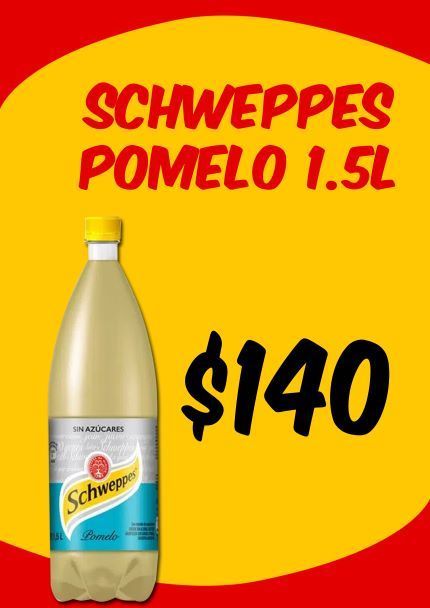 SCHWEPPES
POMELO 1.5L
$140
SIN AZÚCARES
Schweppes
Pomelo